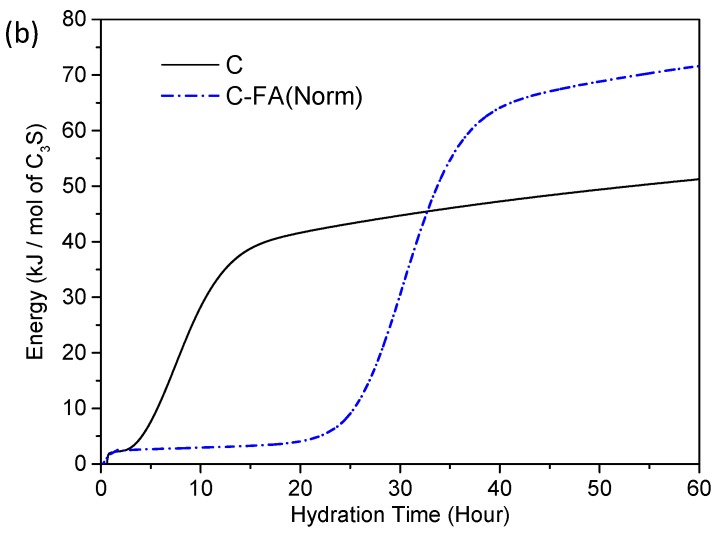 (b)
80
70
60
50
40
30
20
10
0
Energy (kJ / mol of C₃S)
C
C-FA(Norm)
0 10 20 30 40 50 60
Hydration Time (Hour)